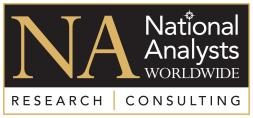 NA National
Analysts
WORLDWIDE
RESEARCH | CONSULTING